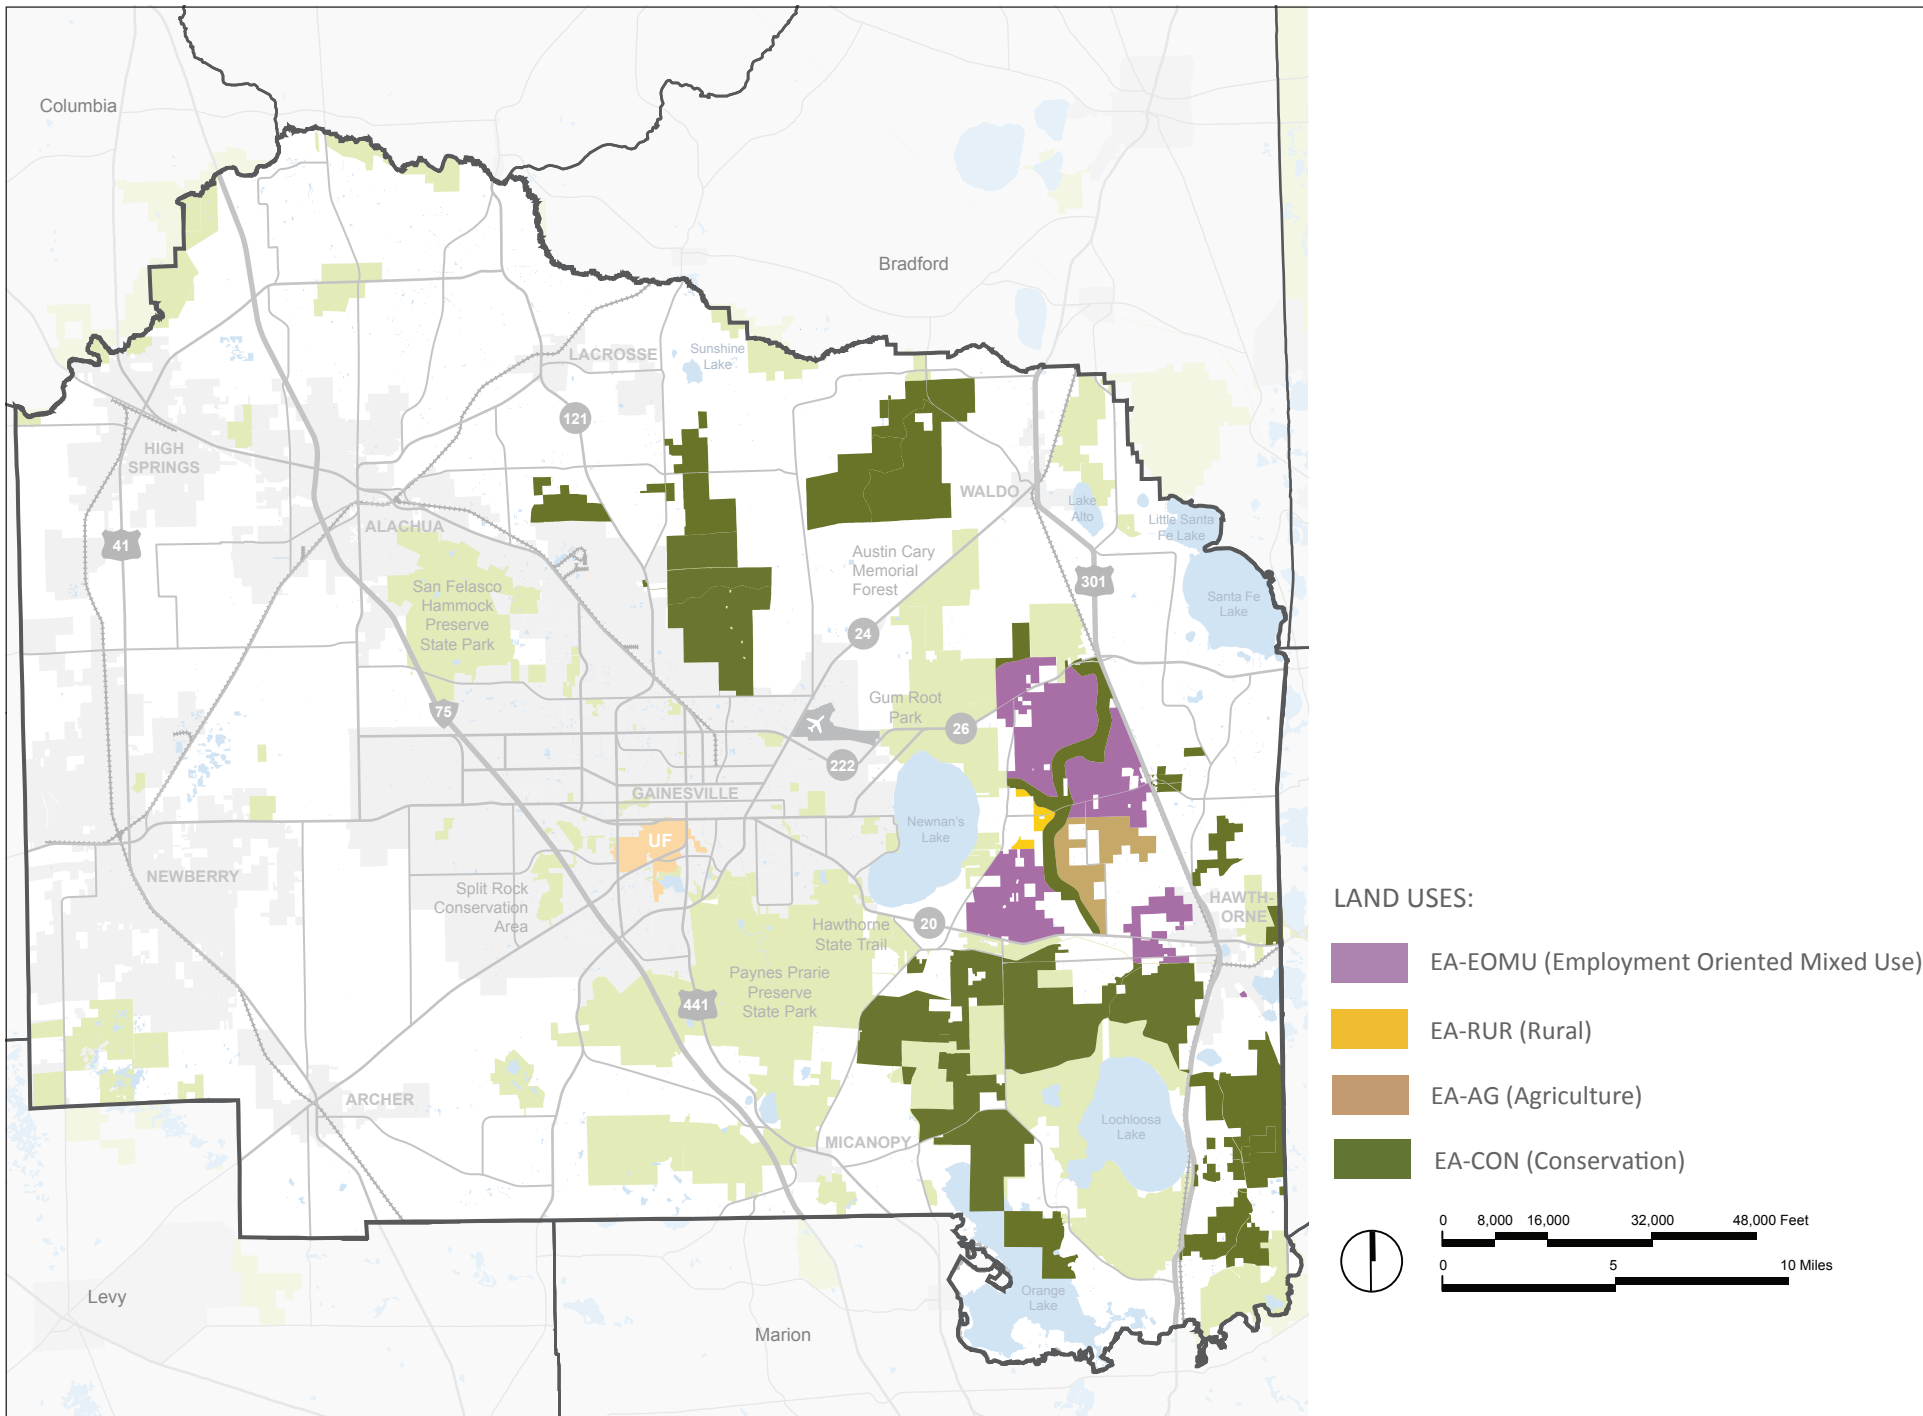 Columbia
Bradford
LACROSSE
Sunshine
Lake
121
HIGH
SPRINGS
WALDO
Lake
Alto
Little Santa
Fe Lake
ALACHUA
41
Austin Cary
Memorial
Forest
301
San Felasco
Hammock
Preserve
State Park
Santa Fe
Lake
24
75
Gum Root
Park
26
222
GAINESVILLE
Newnan's
Lake
UF
NEWBERRY
Split Rock
Conservation
Area
HAWTH-
ORNE
Hawthorne
State Trail
20
Paynes Prarie
Preserve
State Park
441
ARCHER
MICANOPY
Lochloosa
Lake
Orange
Lake
Levy
Marion
LAND USES:
EA-EOMU (Employment Oriented Mixed Use)
EA-RUR (Rural)
EA-AG (Agriculture)
EA-CON (Conservation)
0 8,000 16,000 32,000 48,000 Feet
0 5 10 Miles